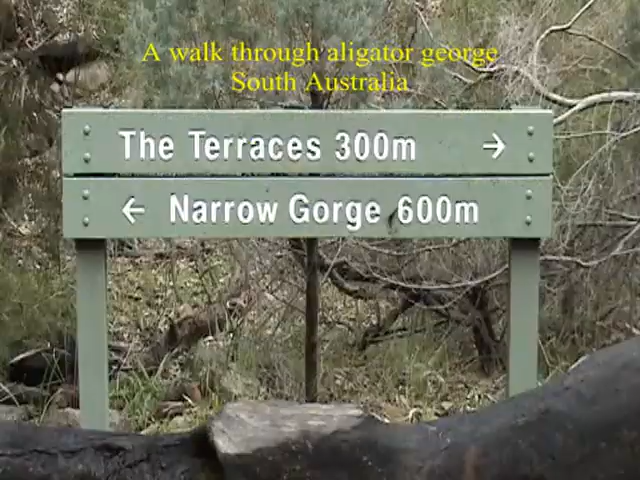 A walk through aligator george
South Australia
The Terraces 300m →
← Narrow Gorge 600m